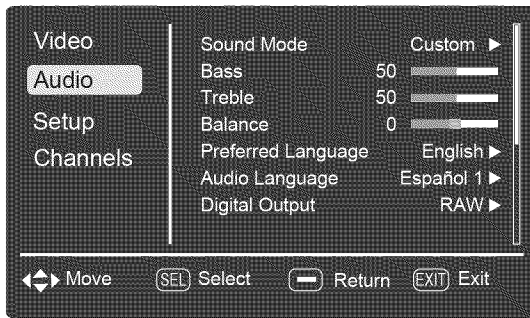 Video
Audio
Setup
Channels
Sound Mode Custom
Bass 50
Treble 50
Balance 0
Preferred Language English
Audio Language Español 1
Digital Output RAW
Move SEL Select Return EXIT Exit